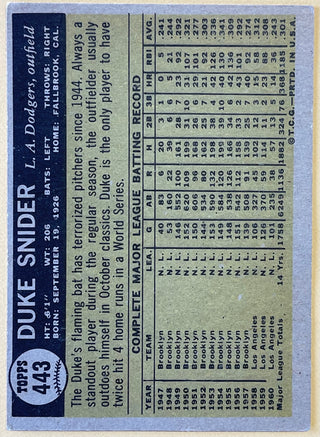 TOPPS
443
DUKE SNIDER
L. A. Dodgers, outfield
HT: 6'1" WT: 206 BATS: LEFT THROWS: RIGHT
BORN: SEPTEMBER 19, 1926 HOME: FALLBROOK, CAL.
The Duke's flaming bat has terrorized pitchers since 1944. Always a
standout player during the regular season, the outfielder usually
outdoes himself in October classics. Duke is the only player to have
twice hit 4 home runs in a World Series.
COMPLETE MAJOR LEAGUE BATTING RECORD
YEAR TEAM LEA. G AB R H 2B 3B HR RBI AVG.
1947 Brooklyn N. L. 40 83 6 20 3 1 0 5 .241
1948 Brooklyn N. L. 53 160 22 39 6 6 5 21 .244
1949 Brooklyn N. L. 146 552 100 161 28 7 23 92 .292
1950 Brooklyn N. L. 152 620 109 199 31 10 31 107 .321
1951 Brooklyn N. L. 150 606 96 168 26 6 29 101 .277
1952 Brooklyn N. L. 144 534 80 162 25 7 21 92 .303
1953 Brooklyn N. L. 153 590 132 198 38 4 42 126 .336
1954 Brooklyn N. L. 149 584 120 199 39 10 40 130 .341
1955 Brooklyn N. L. 148 538 126 166 34 6 42 136 .309
1956 Brooklyn N. L. 151 542 112 158 33 2 43 101 .292
1957 Brooklyn N. L. 139 508 91 139 25 7 40 92 .274
1958 Los Angeles N. L. 106 327 45 102 12 3 15 58 .312
1959 Los Angeles N. L. 126 370 59 114 11 2 23 88 .308
1960 Los Angeles N. L. 101 235 38 57 13 5 14 36 .243
Major League Totals 14 Yrs. 1758 6249 1136 1882 324 76 368 1185 .301
© T.C.G.—PRTD. IN U.S.A.